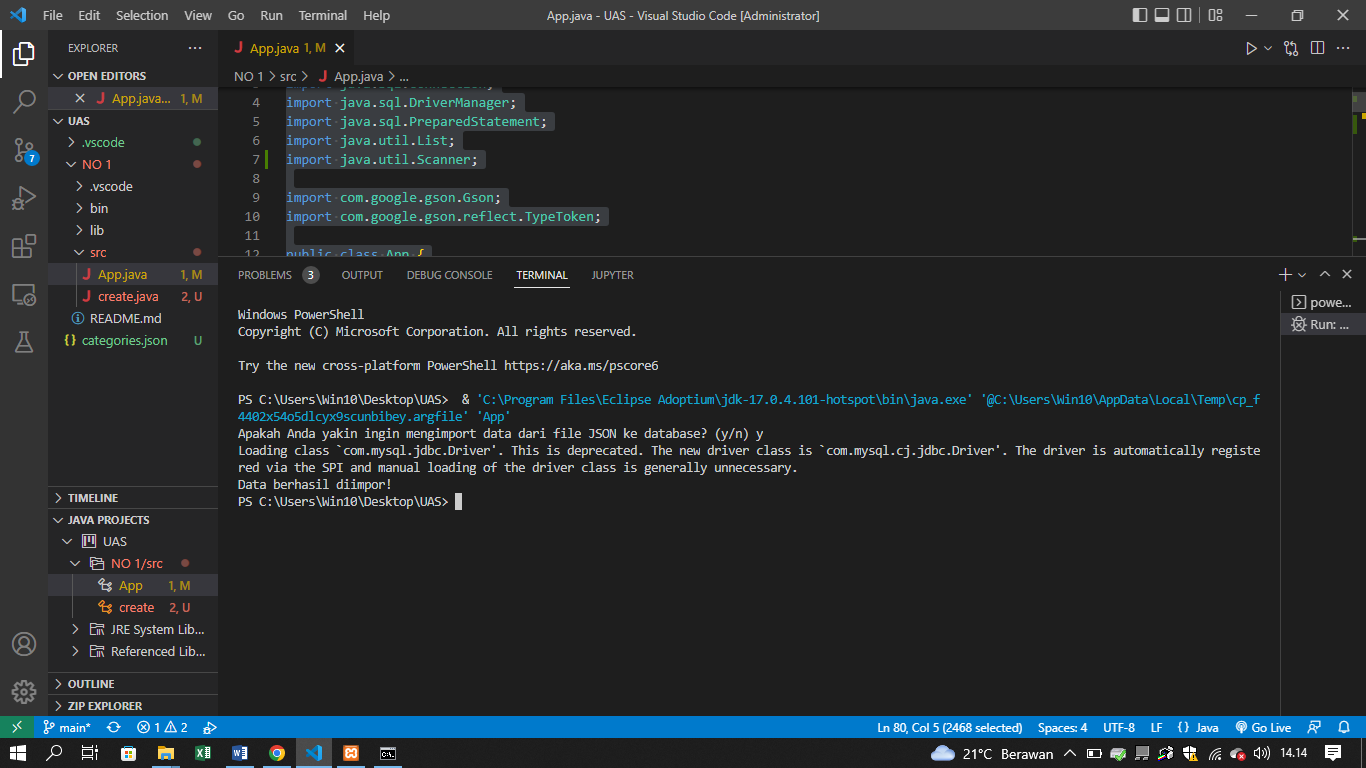 File Edit Selection View Go Run Terminal Help App.java - UAS - Visual Studio Code [Administrator]
EXPLORER
OPEN EDITORS
App.java... 1, M
UAS
.vscode
NO 1
.vscode
bin
lib
src
App.java 1, M
create.java 2, U
README.md
{} categories.json U
TIMELINE
JAVA PROJECTS
UAS
NO 1/src
App 1, M
create 2, U
JRE System Lib...
Referenced Lib...
OUTLINE
ZIP EXPLORER
7
App.java 1, M
NO 1 > src > App.java > ...
4 import java.sql.DriverManager;
5 import java.sql.PreparedStatement;
6 import java.util.List;
7 import java.util.Scanner;
8
9 import com.google.gson.Gson;
10 import com.google.gson.reflect.TypeToken;
11
12 public class App {
PROBLEMS 3 OUTPUT DEBUG CONSOLE TERMINAL JUPYTER
Windows PowerShell
Copyright (C) Microsoft Corporation. All rights reserved.
Try the new cross-platform PowerShell https://aka.ms/pscore6
PS C:\Users\Win10\Desktop\UAS> & 'C:\Program Files\Eclipse Adoptium\jdk-17.0.4.101-hotspot\bin\java.exe' '@C:\Users\Win10\AppData\Local\Temp\cp_f
4402x54o5dlcyx9scunbibey.argfile' 'App'
Apakah Anda yakin ingin mengimport data dari file JSON ke database? (y/n) y
Loading class `com.mysql.jdbc.Driver'. This is deprecated. The new driver class is `com.mysql.cj.jdbc.Driver'. The driver is automatically registe
red via the SPI and manual loading of the driver class is generally unnecessary.
Data berhasil diimpor!
PS C:\Users\Win10\Desktop\UAS>
powe...
Run: ...
main* 1 2 Ln 80, Col 5 (2468 selected) Spaces: 4 UTF-8 LF {} Java Go Live
21°C Berawan 14.14